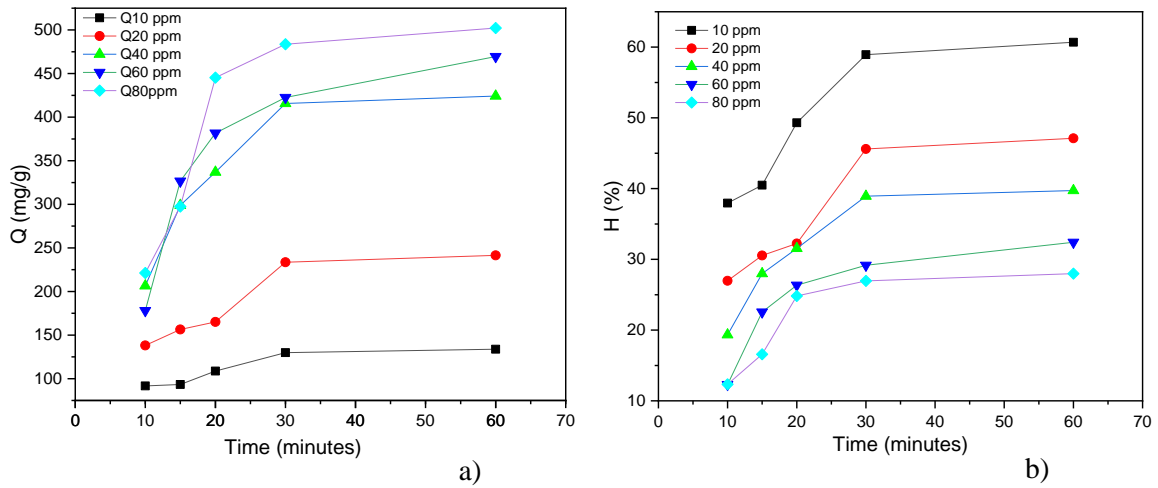 Q10 ppm
Q20 ppm
Q40 ppm
Q60 ppm
Q80ppm
500
450
400
350
300
250
200
150
100
Q (mg/g)
0 10 20 30 40 50 60 70
Time (minutes)
a)
10 ppm
20 ppm
40 ppm
60 ppm
80 ppm
60
50
40
30
20
10
H (%)
0 10 20 30 40 50 60 70
Time (minutes)
b)